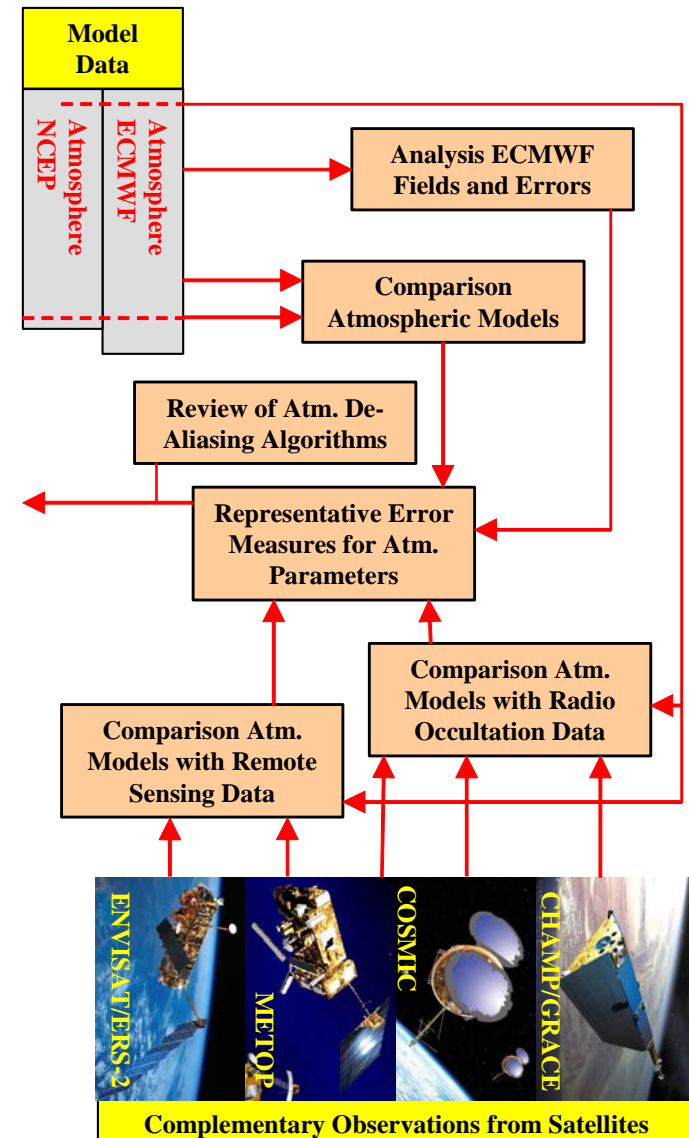 Model
Data
Atmosphere
NCEP
Atmosphere
ECMWF
Analysis ECMWF
Fields and Errors
Comparison
Atmospheric Models
Review of Atm. De-
Aliasing Algorithms
Representative Error
Measures for Atm.
Parameters
Comparison Atm.
Models with Radio
Occultation Data
Comparison Atm.
Models with Remote
Sensing Data
ENVISAT/ERS-2
METOP
COSMIC
CHAMP/GRACE
Complementary Observations from Satellites